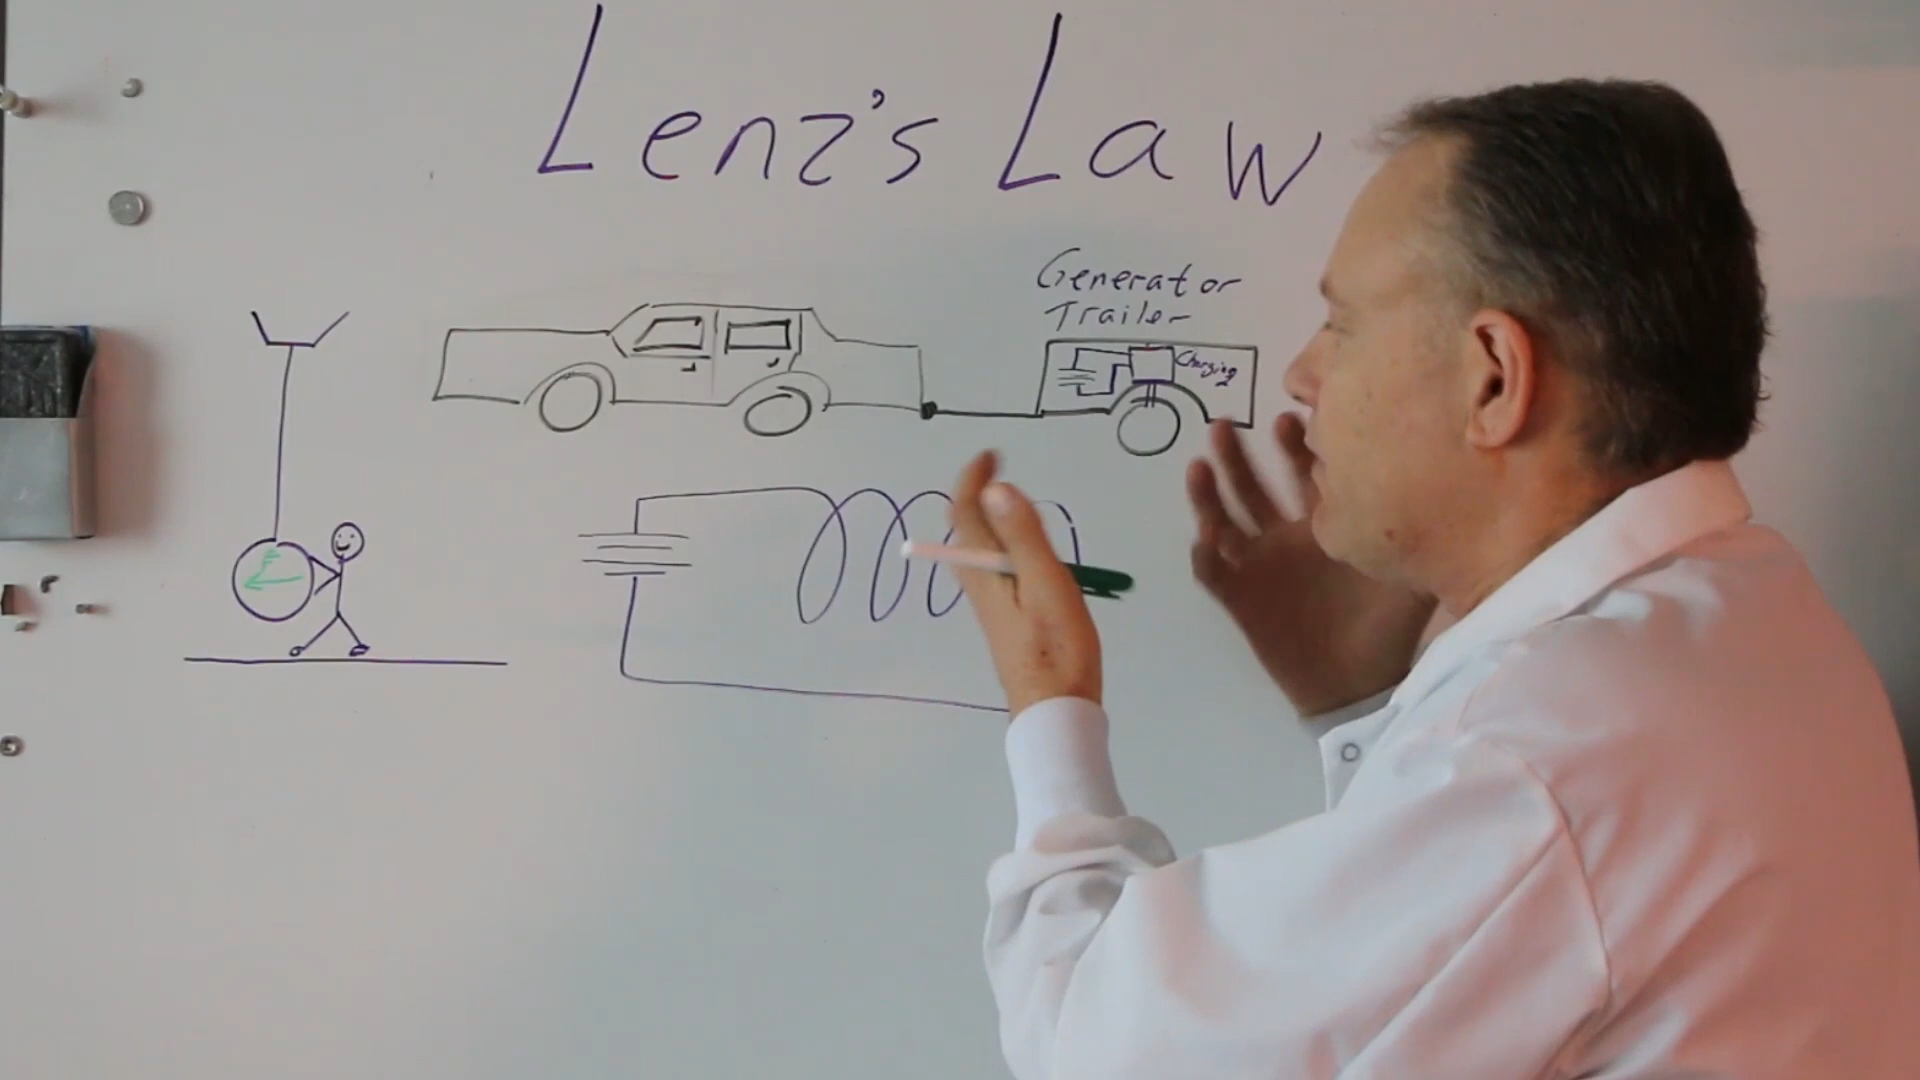 Lenz's Law
Generator
Trailer
Charging
F